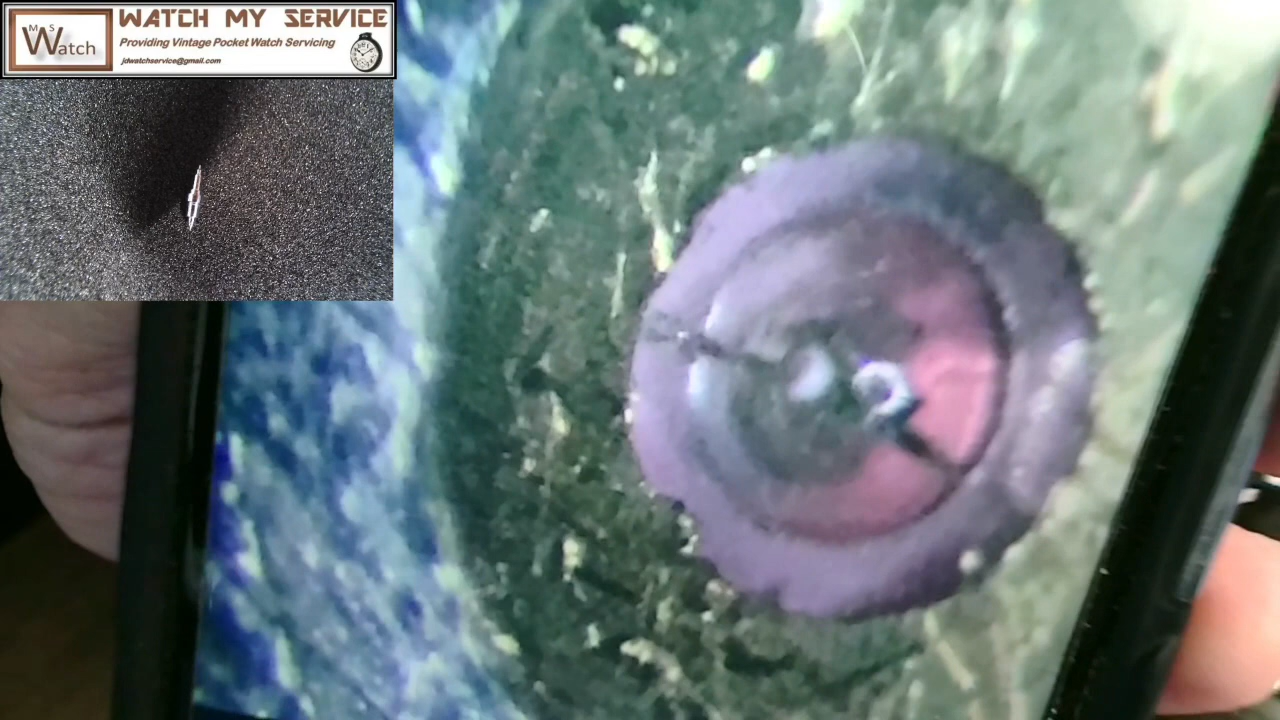 WATCH MY SERVICE
M S
Watch
Providing Vintage Pocket Watch Servicing
jdwatchservice@gmail.com